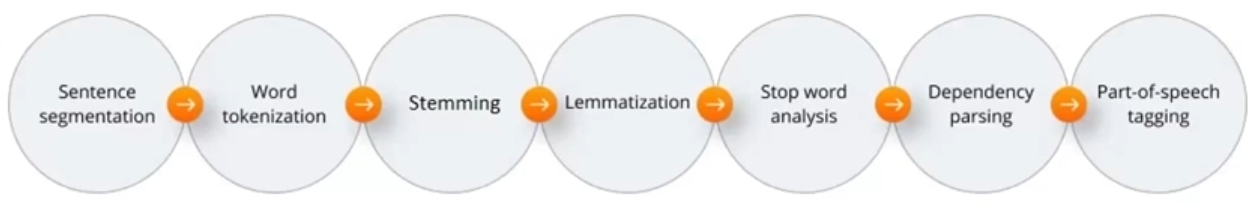 Sentence
segmentation
Word
tokenization
Stemming
Lemmatization
Stop word
analysis
Dependency
parsing
Part-of-speech
tagging